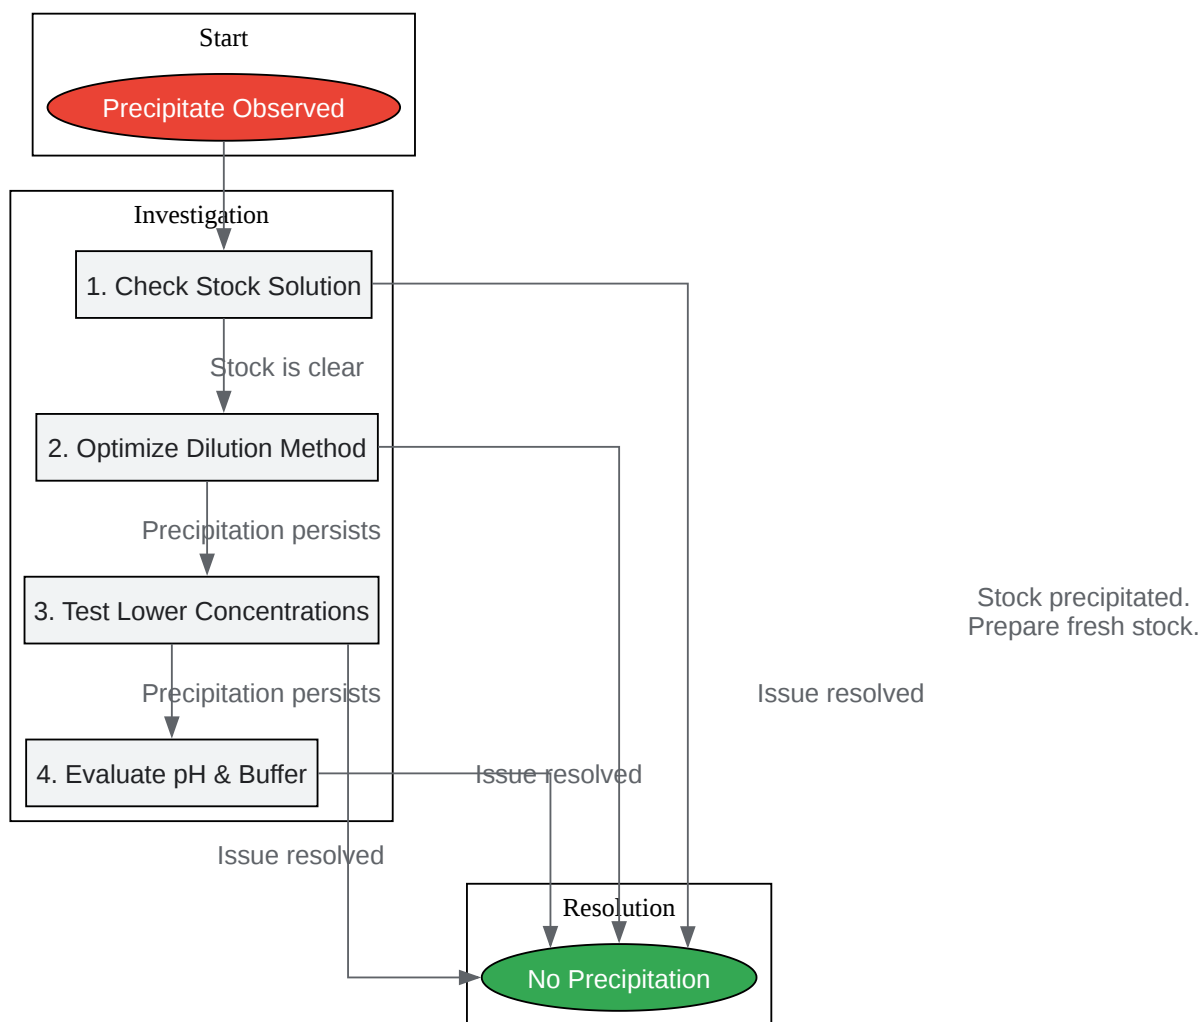 Start
Precipitate Observed
Investigation
1. Check Stock Solution
Stock is clear
2. Optimize Dilution Method
Precipitation persists
3. Test Lower Concentrations
Stock precipitated.
Prepare fresh stock.
Precipitation persists
Issue resolved
4. Evaluate pH & Buffer
Issue resolved
Issue resolved
Resolution
No Precipitation